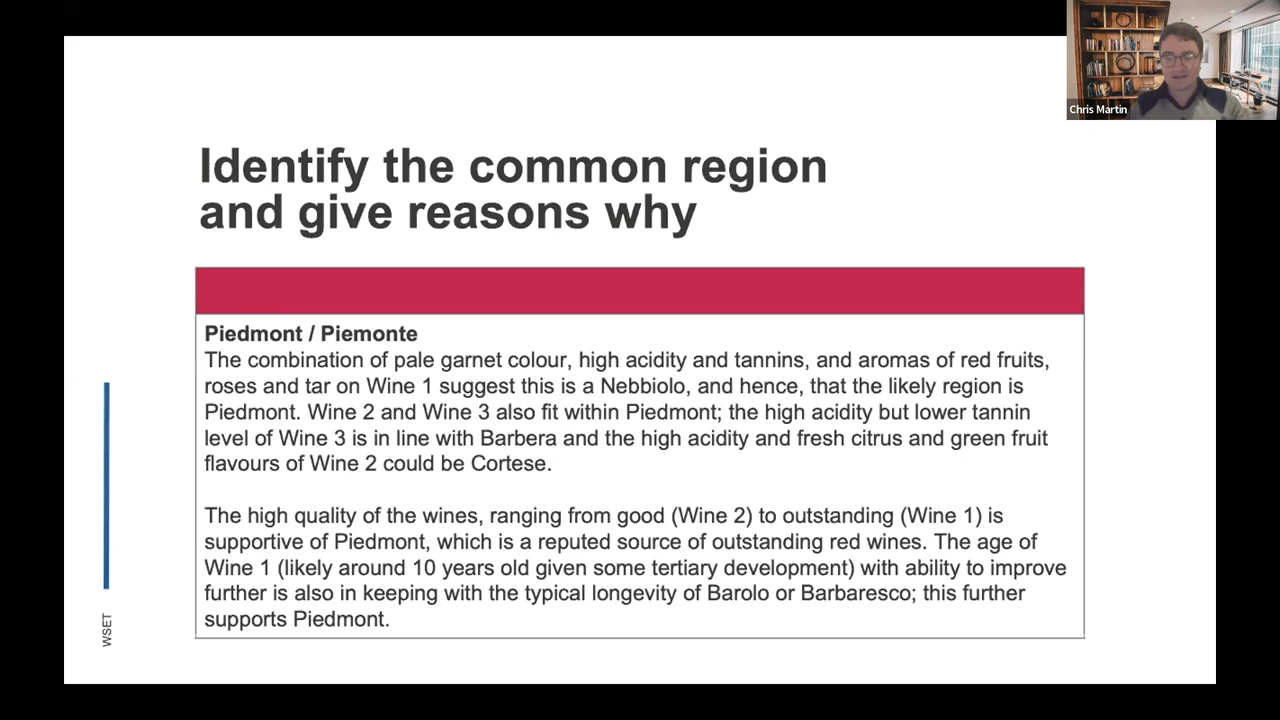 Chris Martin
Identify the common region
and give reasons why
Piedmont / Piemonte
The combination of pale garnet colour, high acidity and tannins, and aromas of red fruits,
roses and tar on Wine 1 suggest this is a Nebbiolo, and hence, that the likely region is
Piedmont. Wine 2 and Wine 3 also fit within Piedmont; the high acidity but lower tannin
level of Wine 3 is in line with Barbera and the high acidity and fresh citrus and green fruit
flavours of Wine 2 could be Cortese.
The high quality of the wines, ranging from good (Wine 2) to outstanding (Wine 1) is
supportive of Piedmont, which is a reputed source of outstanding red wines. The age of
Wine 1 (likely around 10 years old given some tertiary development) with ability to improve
further is also in keeping with the typical longevity of Barolo or Barbaresco; this further
supports Piedmont.
WSET